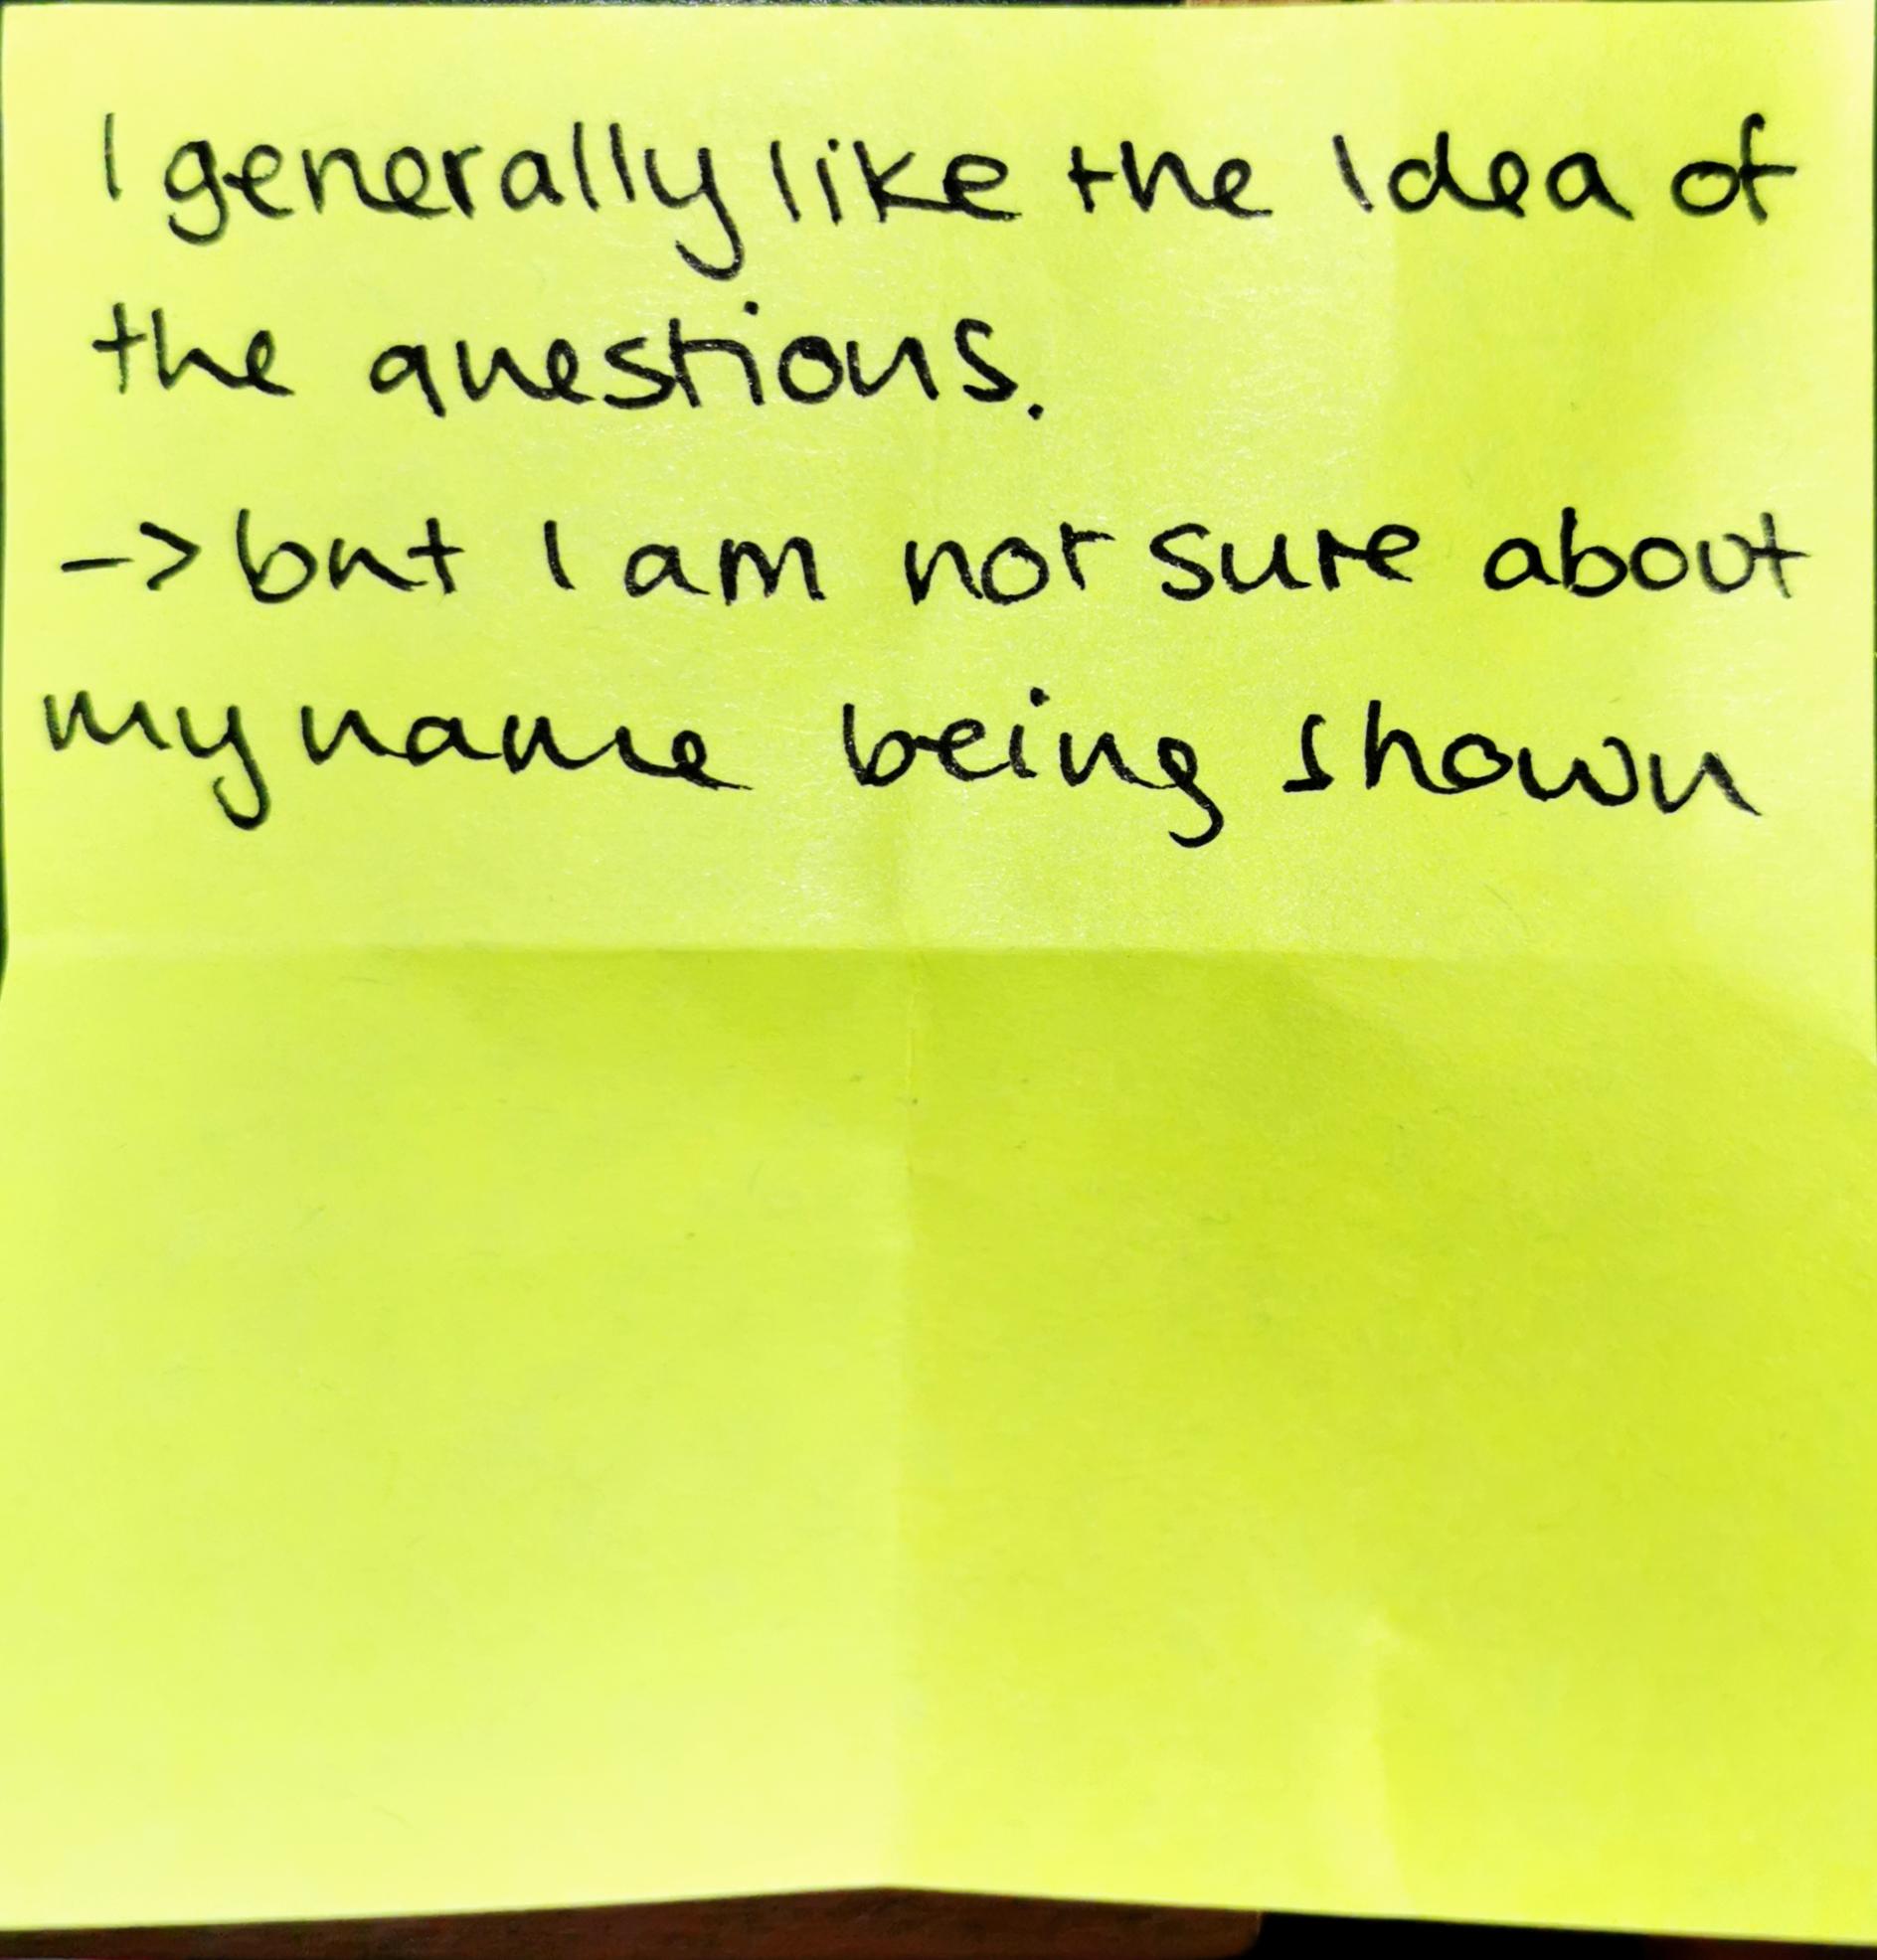 I generally like the Idea of
the questions.
-> but I am not sure about
my name being shown